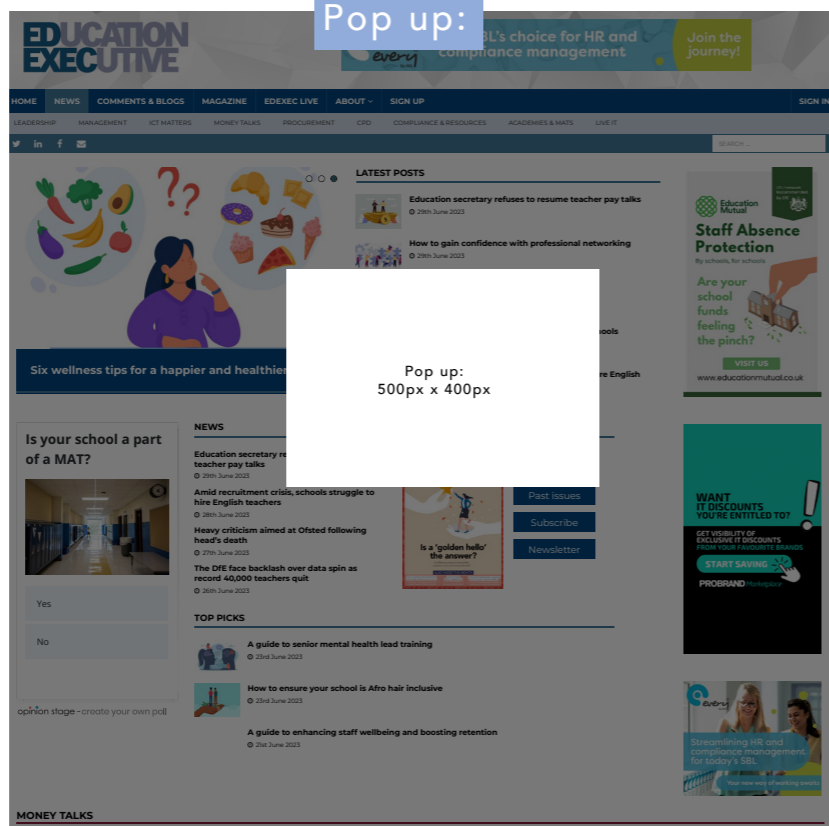 Pop up:
EDUCATION
EXECUTIVE
every
SBL's choice for HR and
compliance management
Join the
journey!
HOME NEWS COMMENTS & BLOGS MAGAZINE EDEXEC LIVE ABOUT SIGN UP SIGN IN
LEADERSHIP MANAGEMENT ICT MATTERS MONEY TALKS PROCUREMENT CPD COMPLIANCE & RESOURCES ACADEMIES & MATS LIVE IT
SEARCH ...
??
Six wellness tips for a happier and healthier
LATEST POSTS
Education secretary refuses to resume teacher pay talks
29th June 2023
How to gain confidence with professional networking
29th June 2023
re English
Pop up:
500px x 400px
Education
Mutual
Staff Absence
Protection
By schools, for schools
Are your
school
funds
feeling
the pinch?
VISIT US
www.educationmutual.co.uk
Is your school a part
of a MAT?
Yes
No
opinion stage - create your own poll
NEWS
Education secretary re
teacher pay talks
29th June 2023
Amid recruitment crisis, schools struggle to
hire English teachers
28th June 2023
Heavy criticism aimed at Ofsted following
head's death
27th June 2023
The DfE face backlash over data spin as
record 40,000 teachers quit
26th June 2023
Is a 'golden hello'
the answer?
Past issues
Subscribe
Newsletter
WANT
IT DISCOUNTS
YOU'RE ENTITLED TO?
GET VISIBILITY OF
EXCLUSIVE IT DISCOUNTS
FROM YOUR FAVOURITE BRANDS
START SAVING
PROBRAND Marketplace
TOP PICKS
A guide to senior mental health lead training
23rd June 2023
How to ensure your school is Afro hair inclusive
23rd June 2023
A guide to enhancing staff wellbeing and boosting retention
21st June 2023
every
Streamlining HR and
compliance management
for today's SBL
Your new way of working awaits
MONEY TALKS